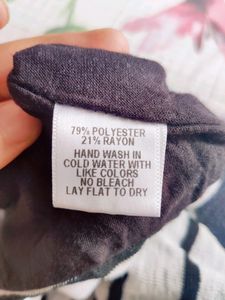 79% POLYESTER
21% RAYON
HAND WASH IN
COLD WATER WITH
LIKE COLORS
NO BLEACH
LAY FLAT TO DRY